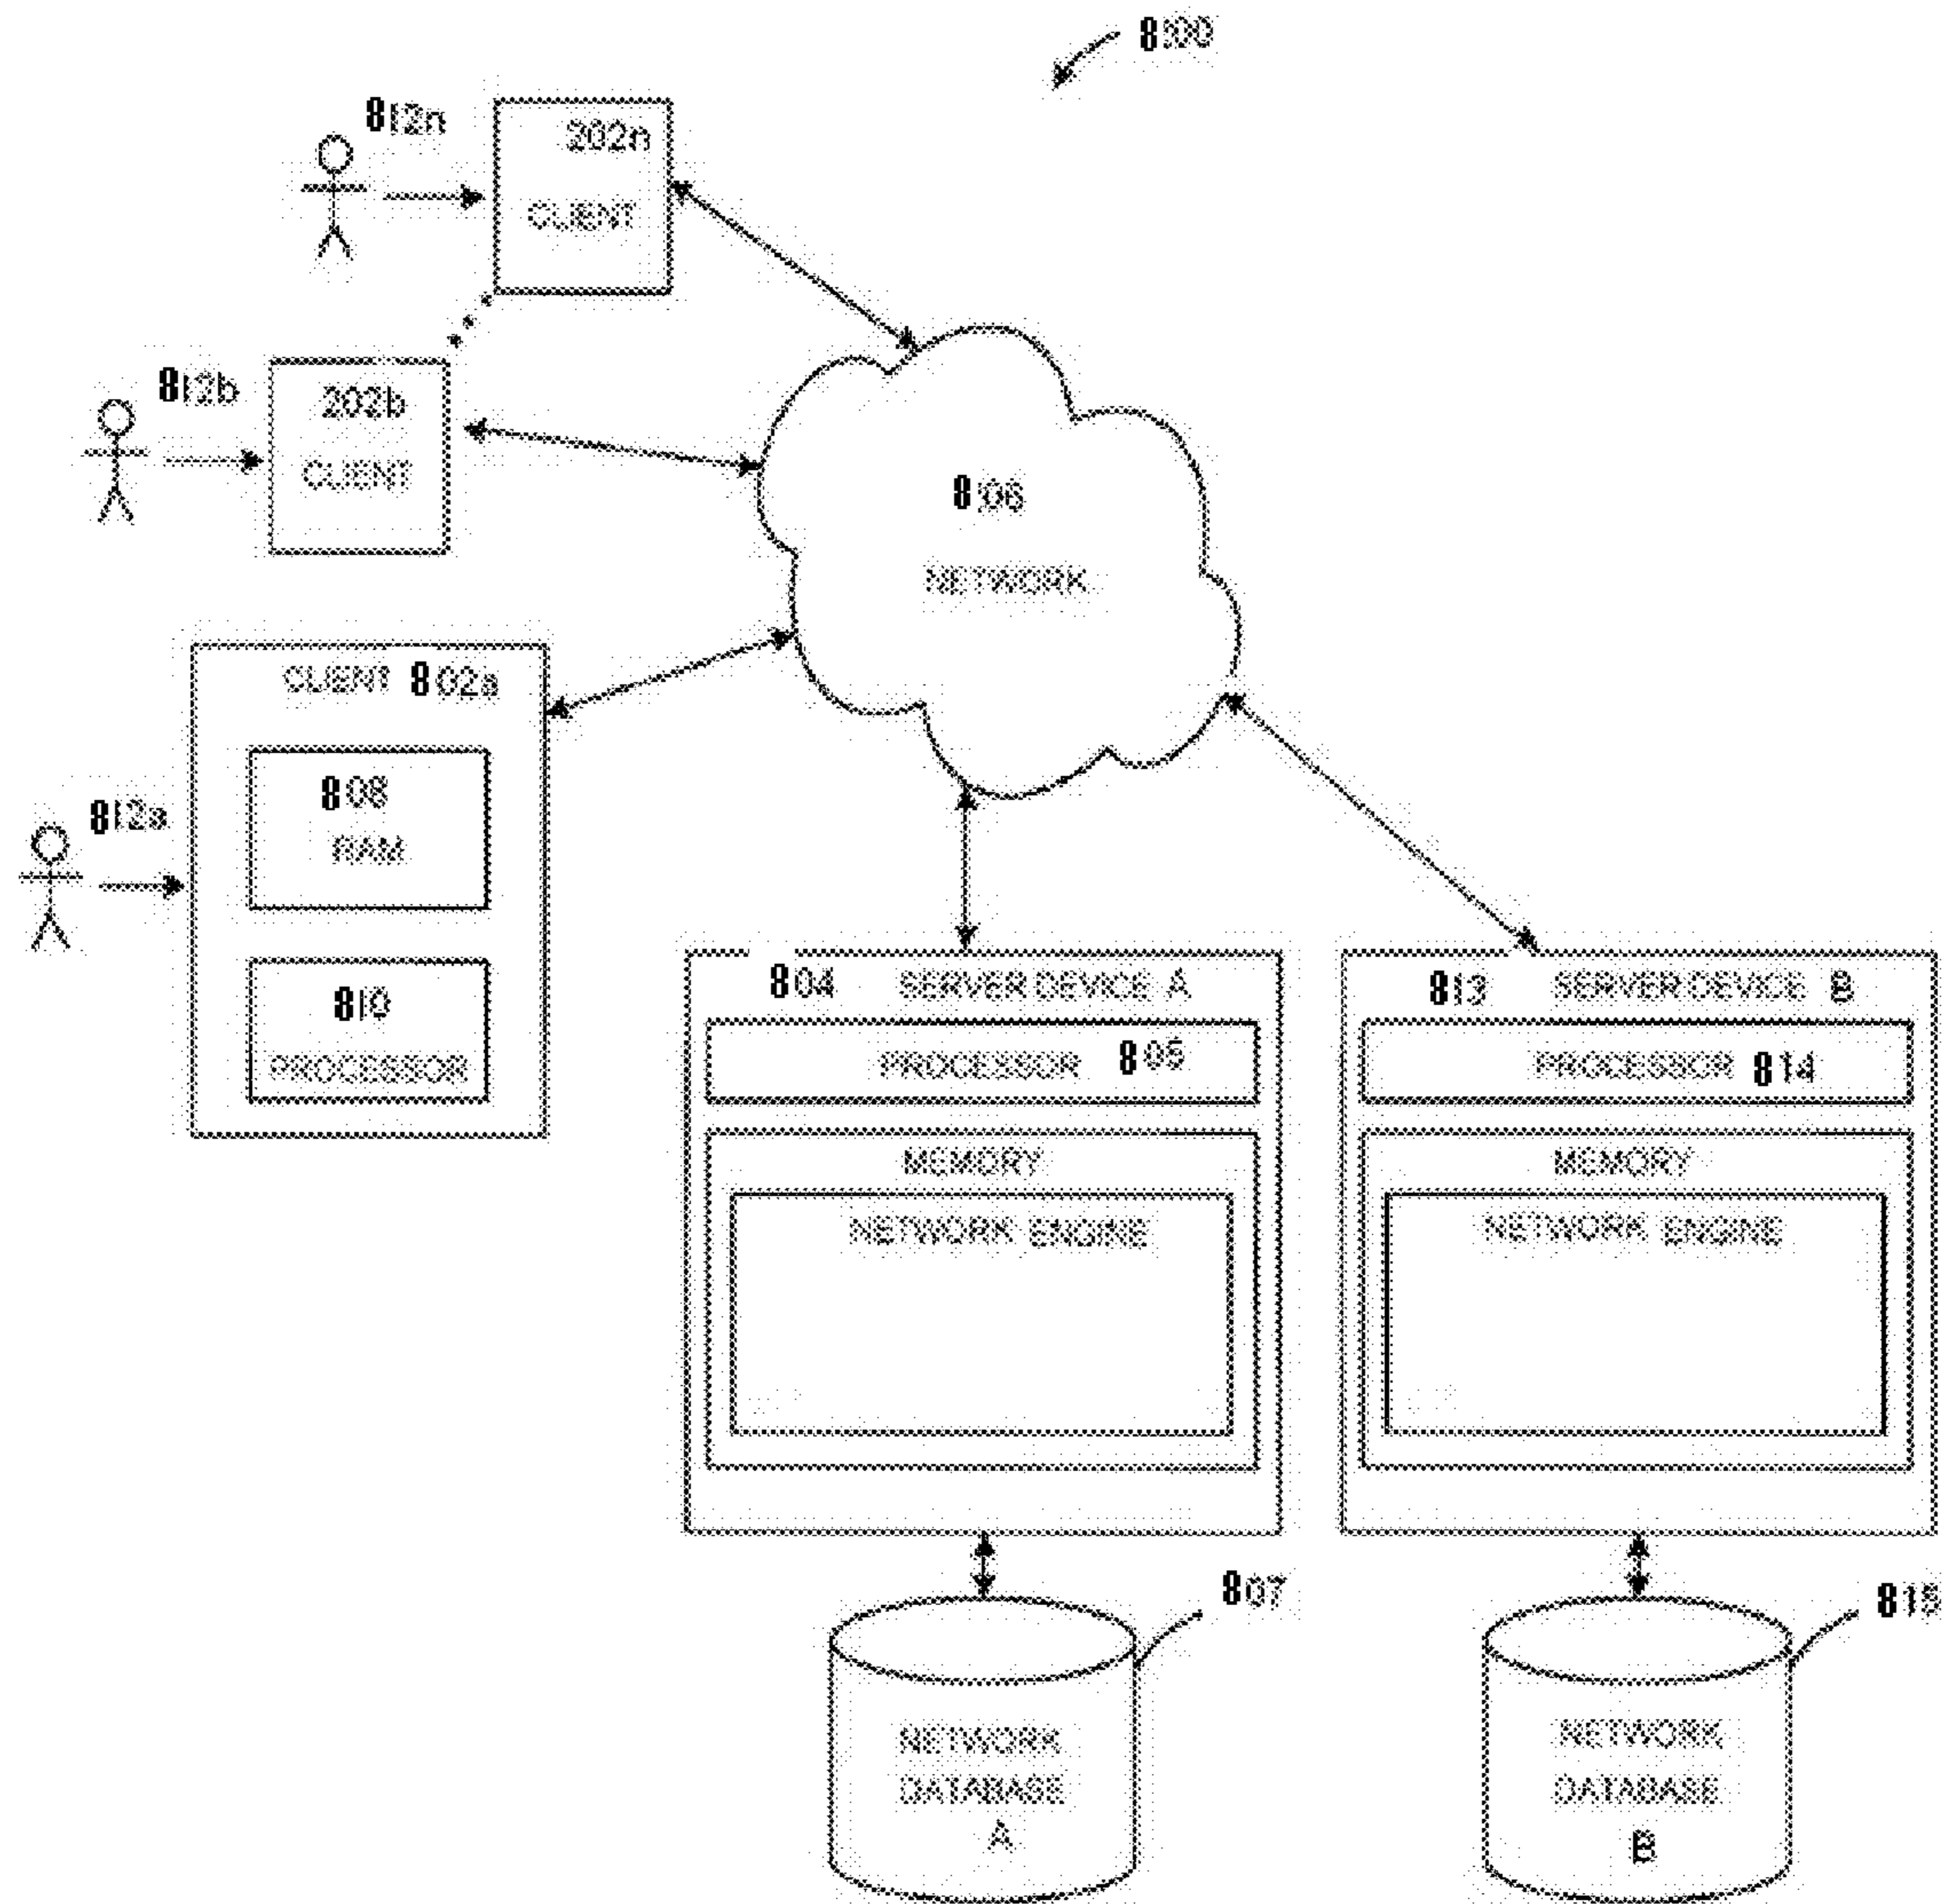 800
812n
202n
CLIENT
812b
202b
CLIENT
806
NETWORK
CLIENT 802a
808
RAM
812a
810
PROCESSOR
804 SERVER DEVICE A
PROCESSOR 805
MEMORY
NETWORK ENGINE
813 SERVER DEVICE B
PROCESSOR 814
MEMORY
NETWORK ENGINE
807
NETWORK
DATABASE
A
815
NETWORK
DATABASE
B